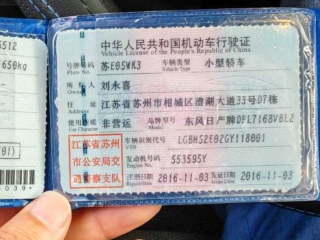 512
650kg
01)
中华人民共和国机动车行驶证
Vehicle License of the People's Republic of China
号牌号码 苏E05WK3 车辆类型 小型轿车
Plate No. Vehicle Type
所有人 刘永喜
Owner
住址 江苏省苏州市相城区澄湖大道33号D7栋
Address
使用性质 非营运 品牌型号 东风日产牌DFL7168VBL2
江苏省苏州市公安局交通警察支队
车辆识别代号 LGBM52E02GY118001
VIN
发动机号码 553595Y
Engine No.
注册日期 2016-11-03 发证日期 2016-11-03
Register Date Issue Date